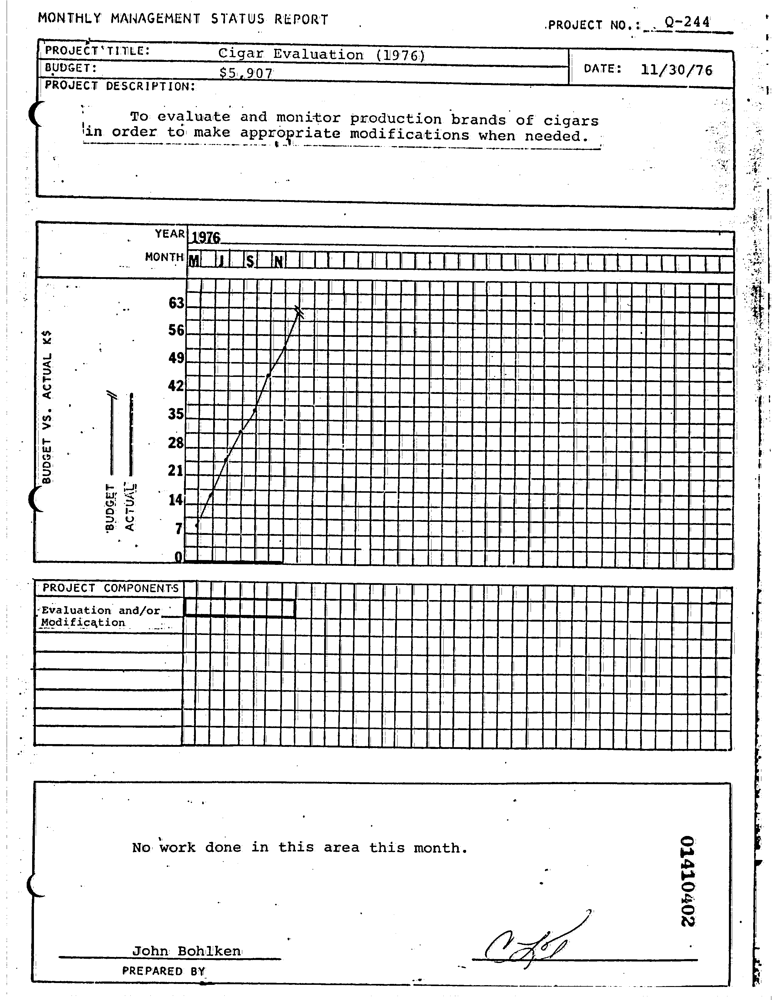 MONTHLY MANAGEMENT STATUS REPORT
PROJECT NO.: Q-244
PROJECT TITLE: Cigar Evaluation (1976)
BUDGET: $5,907
DATE: 11/30/76
PROJECT DESCRIPTION:
To evaluate and monitor production brands of cigars
in order to make appropriate modifications when needed.
YEAR 1976
MONTH M J S N
BUDGET VS. ACTUAL K$
63
56
49
42
35
28
21
14
7
0
BUDGET
ACTUAL
PROJECT COMPONENTS
Evaluation and/or
Modification
No work done in this area this month.
01410402
John Bohlken
PREPARED BY